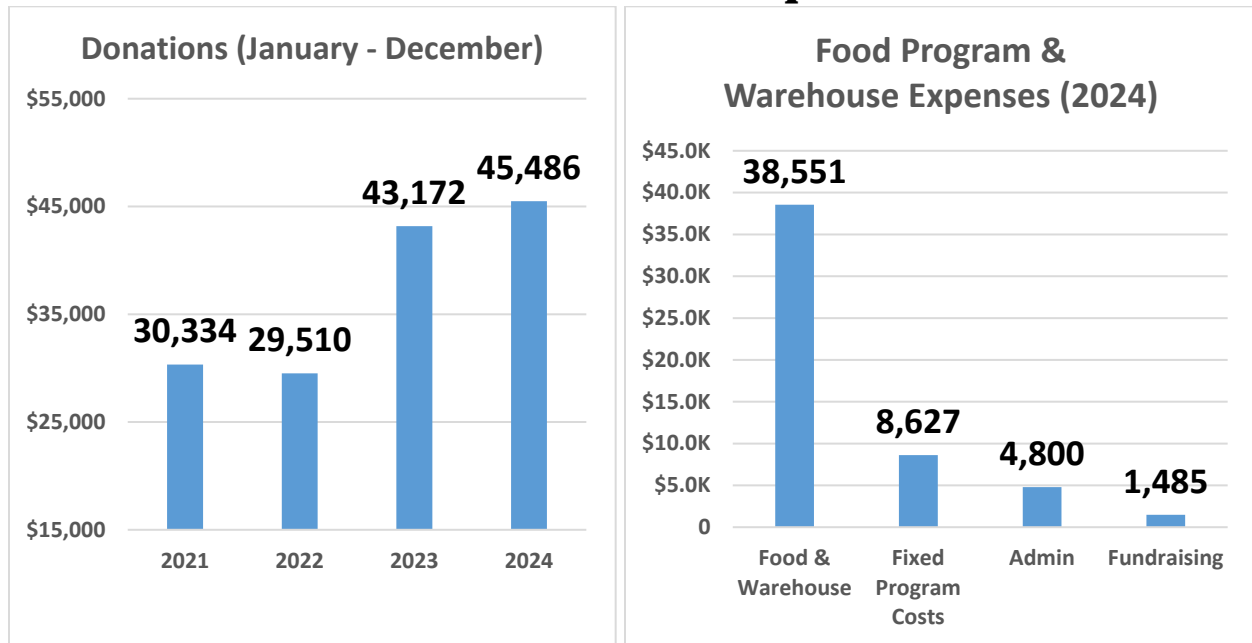 Donations (January - December)
$55,000
$45,000
$35,000
$25,000
$15,000
30,334
29,510
43,172
45,486
2021
2022
2023
2024
Food Program &
Warehouse Expenses (2024)
$45.0K
$40.0K
$35.0K
$30.0K
$25.0K
$20.0K
$15.0K
$10.0K
$5.0K
0
38,551
8,627
4,800
1,485
Food &
Warehouse
Fixed
Program
Costs
Admin
Fundraising